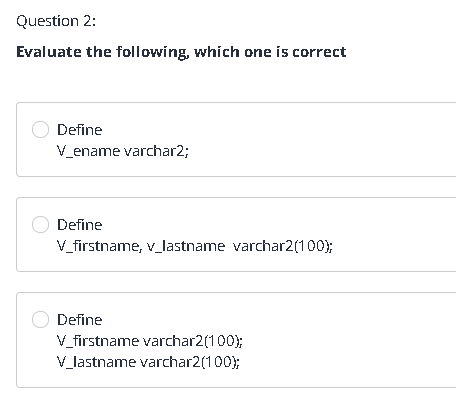 Question 2:
Evaluate the following, which one is correct
Define
V_ename varchar2;
Define
V_firstname, v_lastname varchar2(100);
Define
V_firstname varchar2(100);
V_lastname varchar2(100);